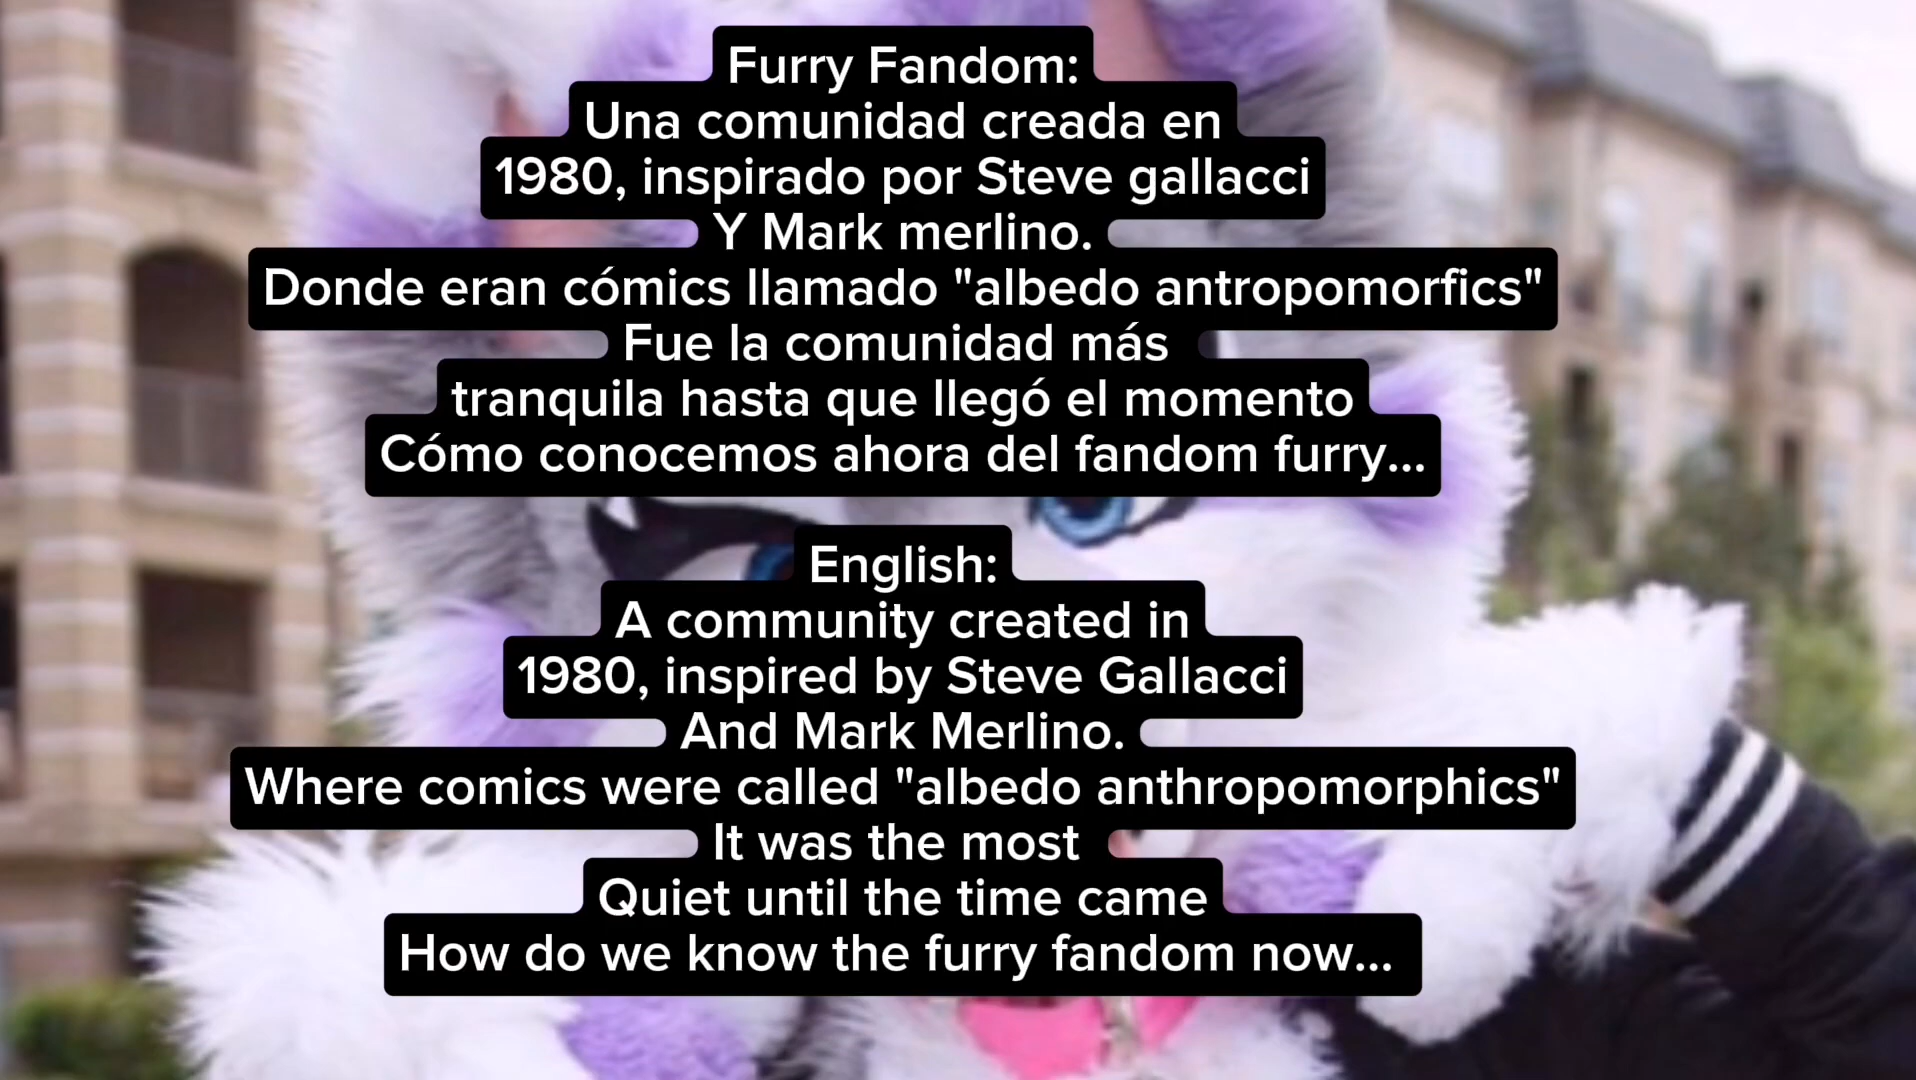 Furry Fandom:
Una comunidad creada en
1980, inspirado por Steve gallacci
Y Mark merlino.
Donde eran cómics llamado "albedo antropomorfics"
Fue la comunidad más
tranquila hasta que llegó el momento
Cómo conocemos ahora del fandom furry...
English:
A community created in
1980, inspired by Steve Gallacci
And Mark Merlino.
Where comics were called "albedo anthropomorphics"
It was the most
Quiet until the time came
How do we know the furry fandom now...